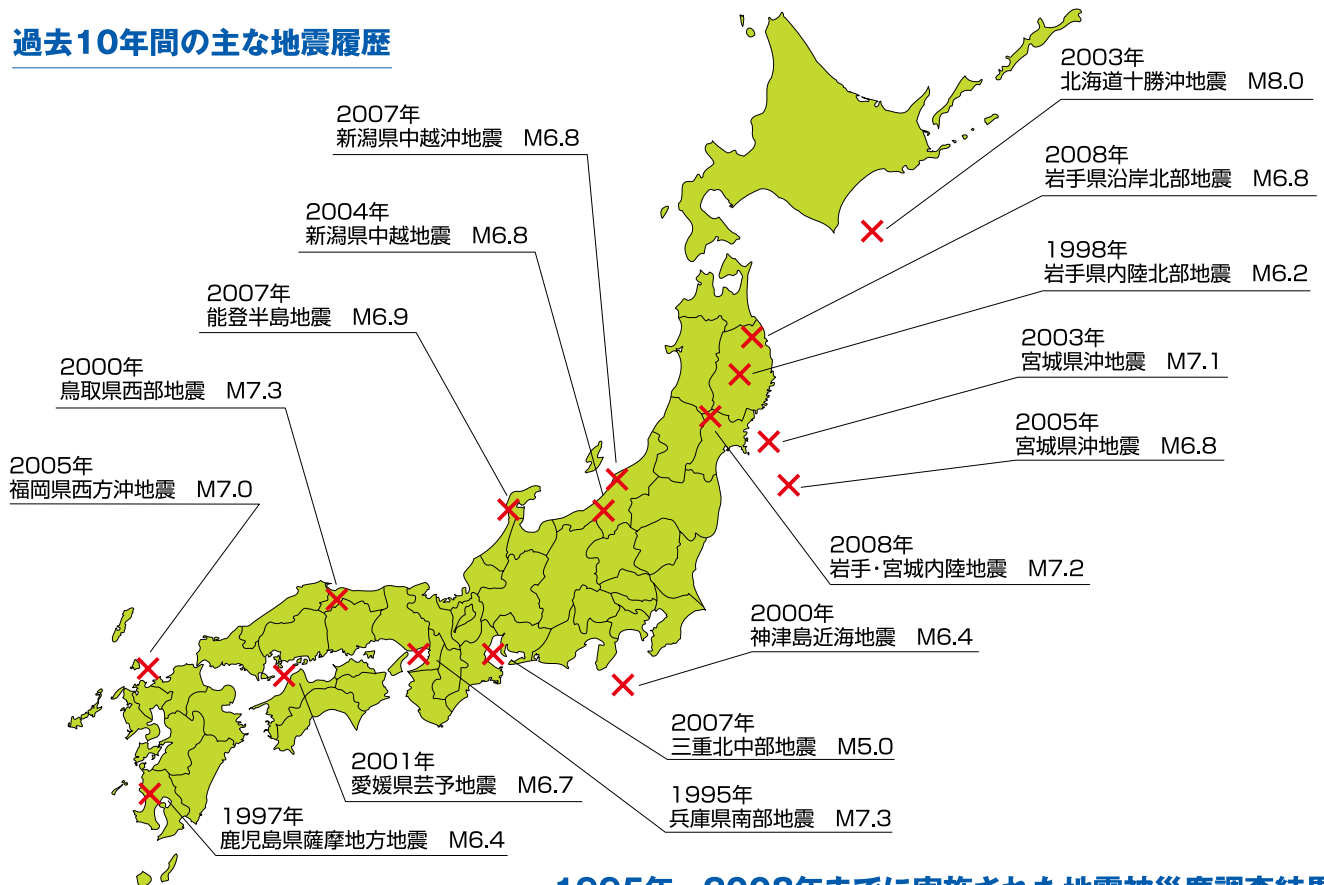 過去10年間の主な地震履歴
2003年
北海道十勝沖地震　M8.0
2007年
新潟県中越沖地震　M6.8
2008年
岩手県沿岸北部地震　M6.8
2004年
新潟県中越地震　M6.8
1998年
岩手県内陸北部地震　M6.2
2007年
能登半島地震　M6.9
2003年
宮城県沖地震　M7.1
2000年
鳥取県西部地震　M7.3
2005年
宮城県沖地震　M6.8
2005年
福岡県西方沖地震　M7.0
2008年
岩手・宮城内陸地震　M7.2
2000年
神津島近海地震　M6.4
2007年
三重北中部地震　M5.0
2001年
愛媛県芸予地震　M6.7
1995年
兵庫県南部地震　M7.3
1997年
鹿児島県薩摩地方地震　M6.4